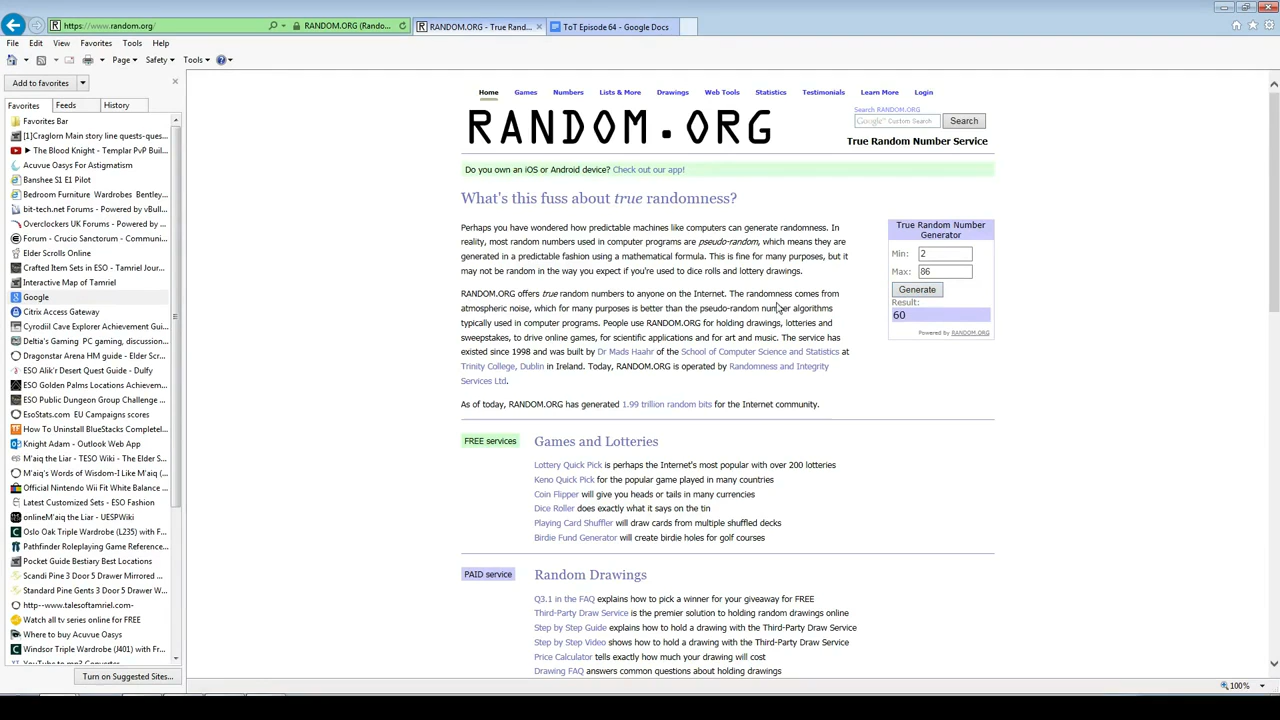 https://www.random.org/
RANDOM.ORG (Rando...
RANDOM.ORG - True Rand...
ToT Episode 64 - Google Docs
File Edit View Favorites Tools Help
Page Safety Tools
Add to favorites
Favorites Feeds History
Favorites Bar
[1]Craglorn Main story line quests-ques...
► The Blood Knight - Templar PvP Buil...
Acuvue Oasys For Astigmatism
Banshee S1 E1 Pilot
Bedroom Furniture Wardrobes Bentley...
bit-tech.net Forums - Powered by vBull...
Overclockers UK Forums - Powered by ...
Forum - Crucio Sanctorum - Communi...
Elder Scrolls Online
Crafted Item Sets in ESO - Tamriel Jour...
Interactive Map of Tamriel
Google
Citrix Access Gateway
Cyrodiil Cave Explorer Achievement Gui...
Deltia's Gaming PC gaming, discussion...
Dragonstar Arena HM guide - Elder Scr...
ESO Alik'r Desert Quest Guide - Dulfy
ESO Golden Palms Locations Achievem...
ESO Public Dungeon Group Challenge ...
EsoStats.com EU Campaigns scores
How To Uninstall BlueStacks Completel...
Knight Adam - Outlook Web App
M'aiq the Liar - TESO Wiki - The Elder S...
M'aiq's Words of Wisdom-I Like M'aiq (...
Official Nintendo Wii Fit White Balance ...
Latest Customized Sets - ESO Fashion
onlineM'aiq the Liar - UESPWiki
Oslo Oak Triple Wardrobe (L235) with F...
Pathfinder Roleplaying Game Reference...
Pocket Guide Bestiary Best Locations
Scandi Pine 3 Door 5 Drawer Mirrored ...
Standard Pine Gents 3 Door 5 Drawer W...
http--www.talesoftamriel.com-
Watch all tv series online for FREE
Where to buy Acuvue Oasys
Windsor Triple Wardrobe (J401) with Fr...
YouTube to mp3 Converter
Turn on Suggested Sites...
Home Games Numbers Lists & More Drawings Web Tools Statistics Testimonials Learn More Login
RANDOM.ORG
Search RANDOM.ORG
Google™ Custom Search Search
True Random Number Service
Do you own an iOS or Android device? Check out our app!
What's this fuss about true randomness?
Perhaps you have wondered how predictable machines like computers can generate randomness. In
reality, most random numbers used in computer programs are pseudo-random, which means they are
generated in a predictable fashion using a mathematical formula. This is fine for many purposes, but it
may not be random in the way you expect if you're used to dice rolls and lottery drawings.
RANDOM.ORG offers true random numbers to anyone on the Internet. The randomness comes from
atmospheric noise, which for many purposes is better than the pseudo-random number algorithms
typically used in computer programs. People use RANDOM.ORG for holding drawings, lotteries and
sweepstakes, to drive online games, for scientific applications and for art and music. The service has
existed since 1998 and was built by Dr Mads Haahr of the School of Computer Science and Statistics at
Trinity College, Dublin in Ireland. Today, RANDOM.ORG is operated by Randomness and Integrity
Services Ltd.
As of today, RANDOM.ORG has generated 1.99 trillion random bits for the Internet community.
True Random Number
Generator
Min: 2
Max: 86
Generate
Result:
60
Powered by RANDOM.ORG
FREE services
Games and Lotteries
Lottery Quick Pick is perhaps the Internet's most popular with over 200 lotteries
Keno Quick Pick for the popular game played in many countries
Coin Flipper will give you heads or tails in many currencies
Dice Roller does exactly what it says on the tin
Playing Card Shuffler will draw cards from multiple shuffled decks
Birdie Fund Generator will create birdie holes for golf courses
PAID service
Random Drawings
Q3.1 in the FAQ explains how to pick a winner for your giveaway for FREE
Third-Party Draw Service is the premier solution to holding random drawings online
Step by Step Guide explains how to hold a drawing with the Third-Party Draw Service
Step by Step Video shows how to hold a drawing with the Third-Party Draw Service
Price Calculator tells exactly how much your drawing will cost
Drawing FAQ answers common questions about holding drawings
100%